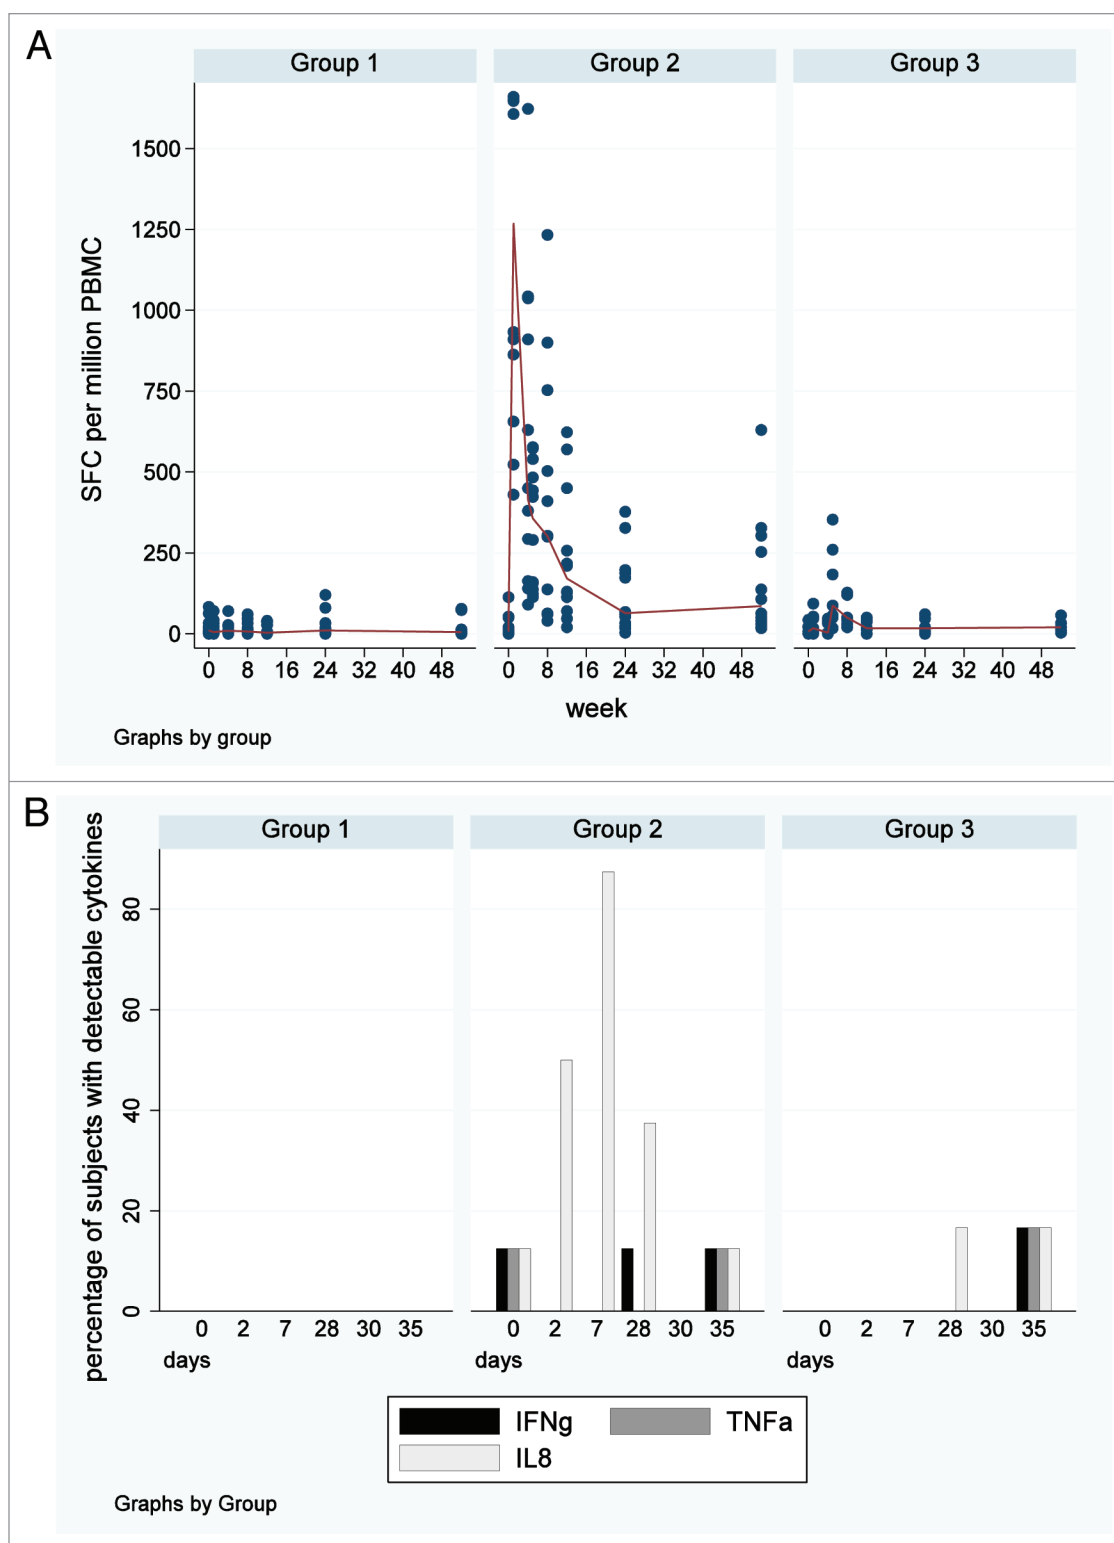 A
Group 1 Group 2 Group 3
SFC per million PBMC
1500
1250
1000
750
500
250
0
0 8 16 24 32 40 48 0 8 16 24 32 40 48 0 8 16 24 32 40 48
week
Graphs by group
B
Group 1 Group 2 Group 3
percentage of subjects with detectable cytokines
80
60
40
20
0
0 2 7 28 30 35 0 2 7 28 30 35 0 2 7 28 30 35
days days days
IFNg TNFa
IL8
Graphs by Group